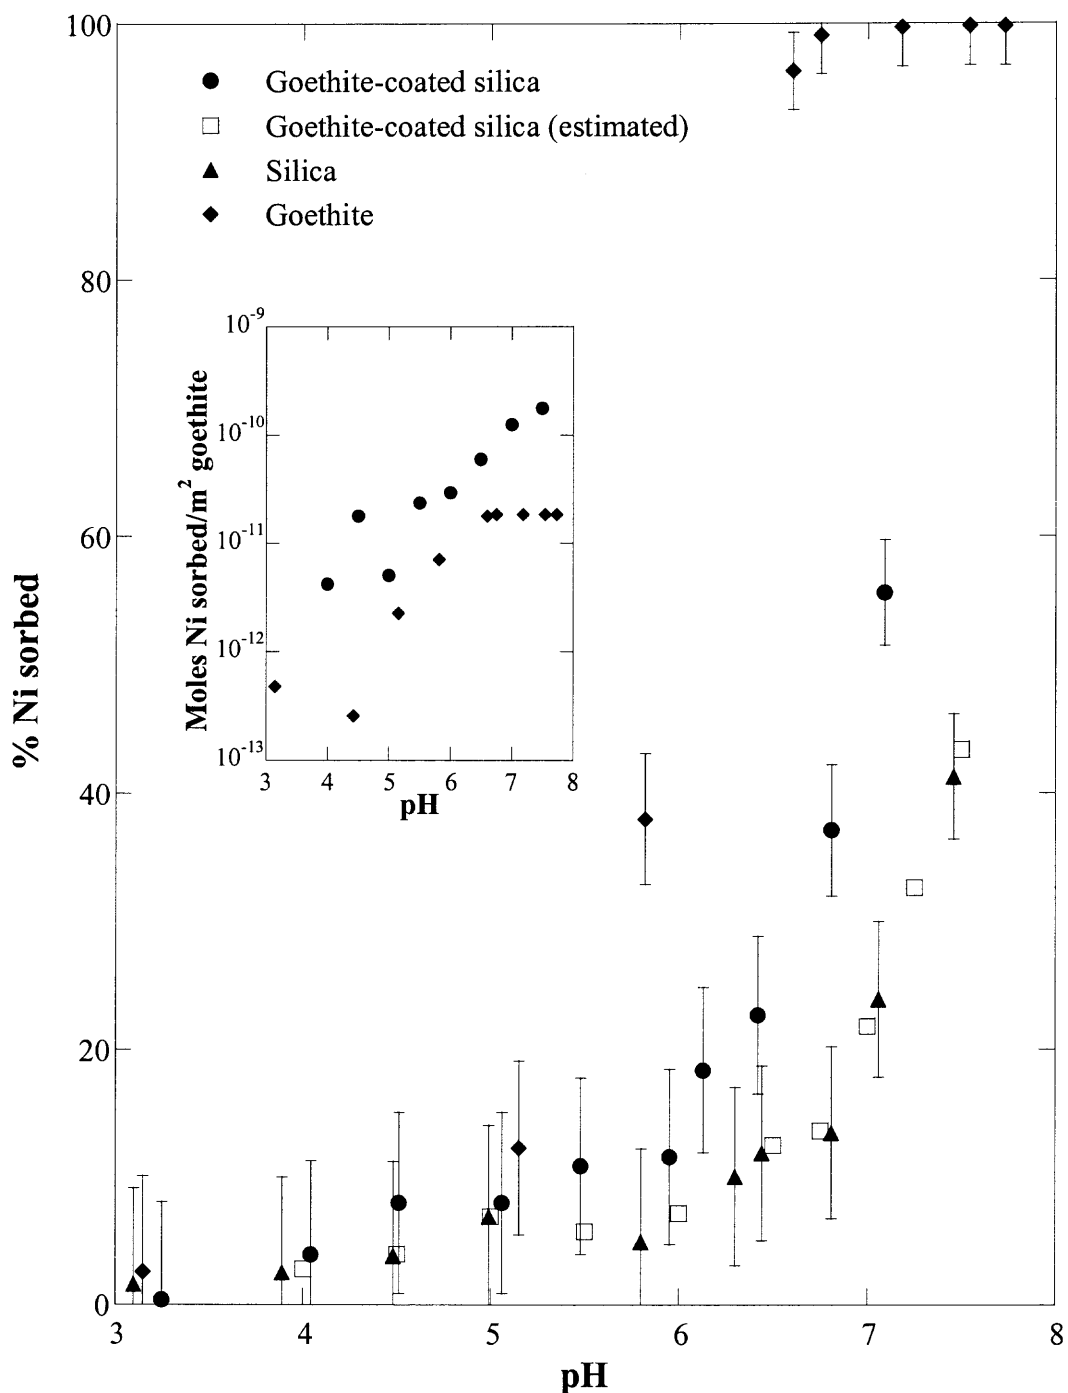 100
Goethite-coated silica
Goethite-coated silica (estimated)
Silica
Goethite
80
60
40
20
0
% Ni sorbed
3 4 5 6 7 8
pH
10-9
10-10
10-11
10-12
10-13
Moles Ni sorbed/m2 goethite
3 4 5 6 7 8
pH